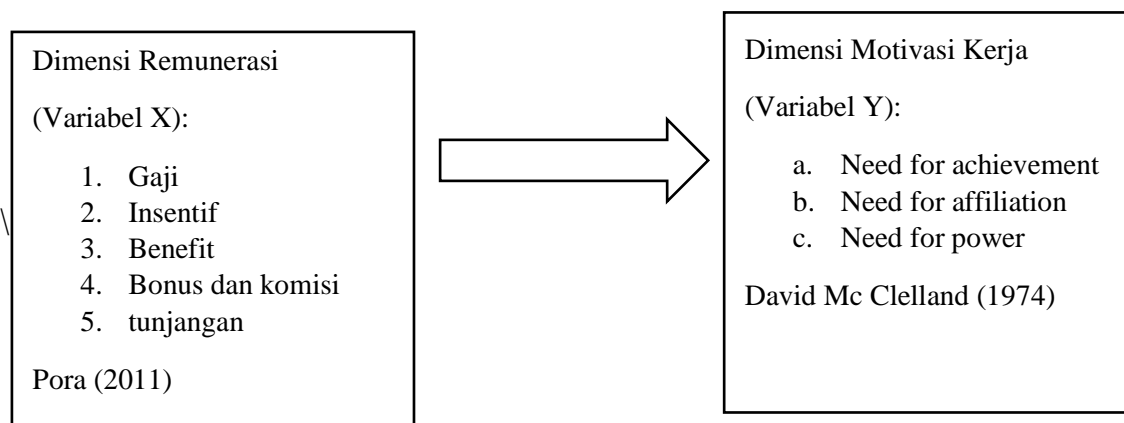 Dimensi Remunerasi
(Variabel X):
1. Gaji
2. Insentif
3. Benefit
4. Bonus dan komisi
5. tunjangan
Pora (2011)
\
Dimensi Motivasi Kerja
(Variabel Y):
a. Need for achievement
b. Need for affiliation
c. Need for power
David Mc Clelland (1974)